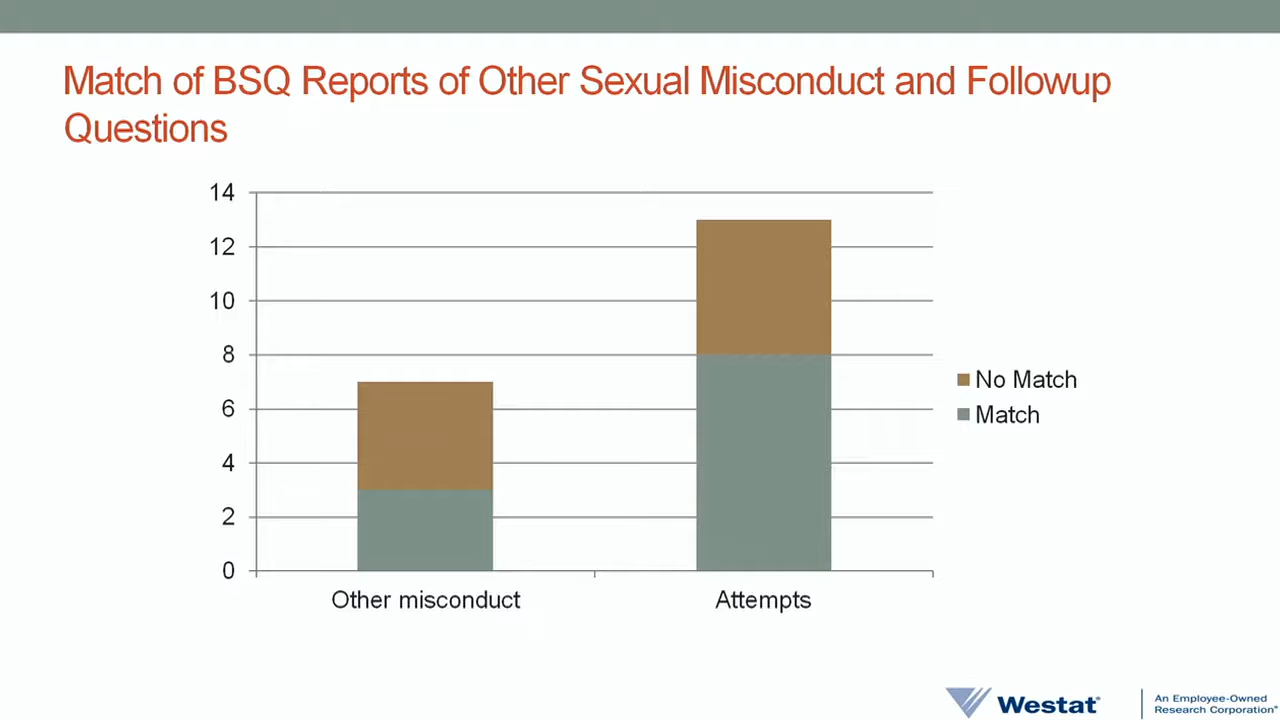 Match of BSQ Reports of Other Sexual Misconduct and Followup
Questions
14
12
10
8
6
4
2
0
Other misconduct
Attempts
No Match
Match
Westat®
An Employee-Owned
Research Corporation®